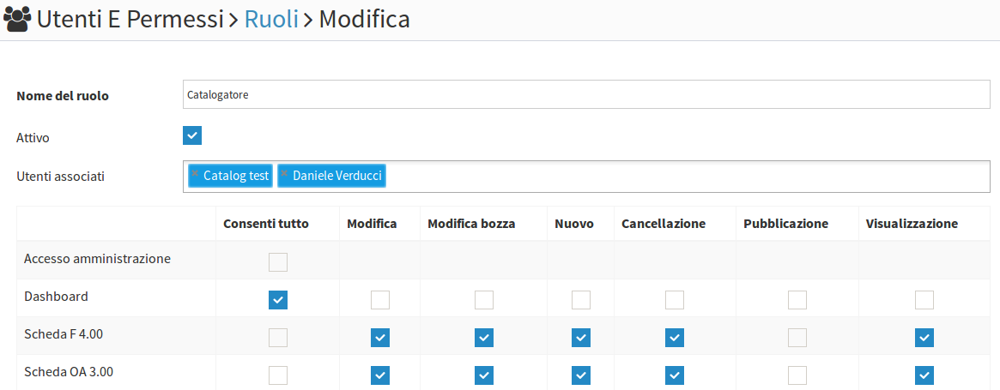 Utenti E Permessi > Ruoli > Modifica
Nome del ruolo Catalogatore
Attivo
Utenti associati × Catalog test × Daniele Verducci
Consenti tutto Modifica Modifica bozza Nuovo Cancellazione Pubblicazione Visualizzazione
Accesso amministrazione
Dashboard
Scheda F 4.00
Scheda OA 3.00